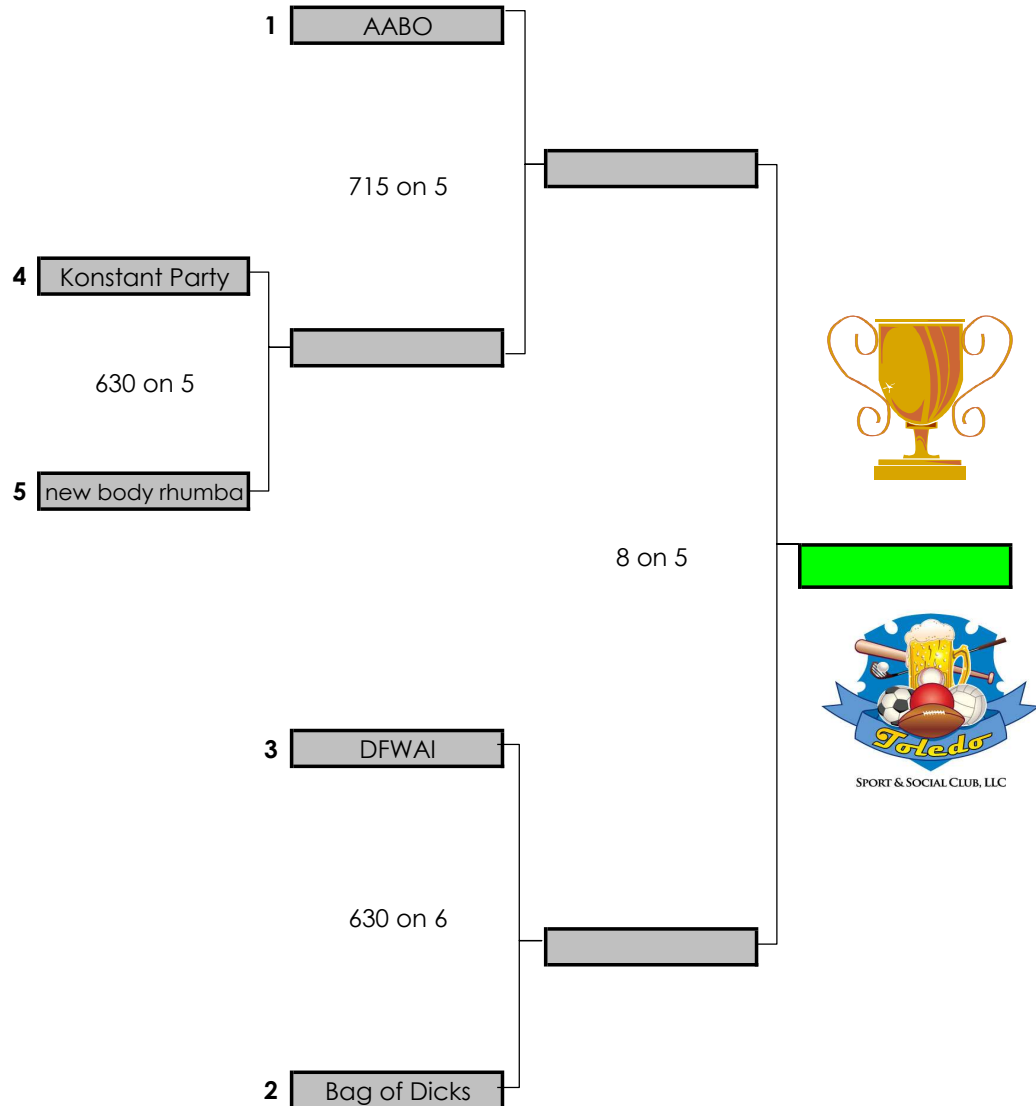 1 AABO
715 on 5
4 Konstant Party
630 on 5
5 new body rhumba
8 on 5
Toledo
SPORT & SOCIAL CLUB, LLC
3 DFWAI
630 on 6
2 Bag of Dicks